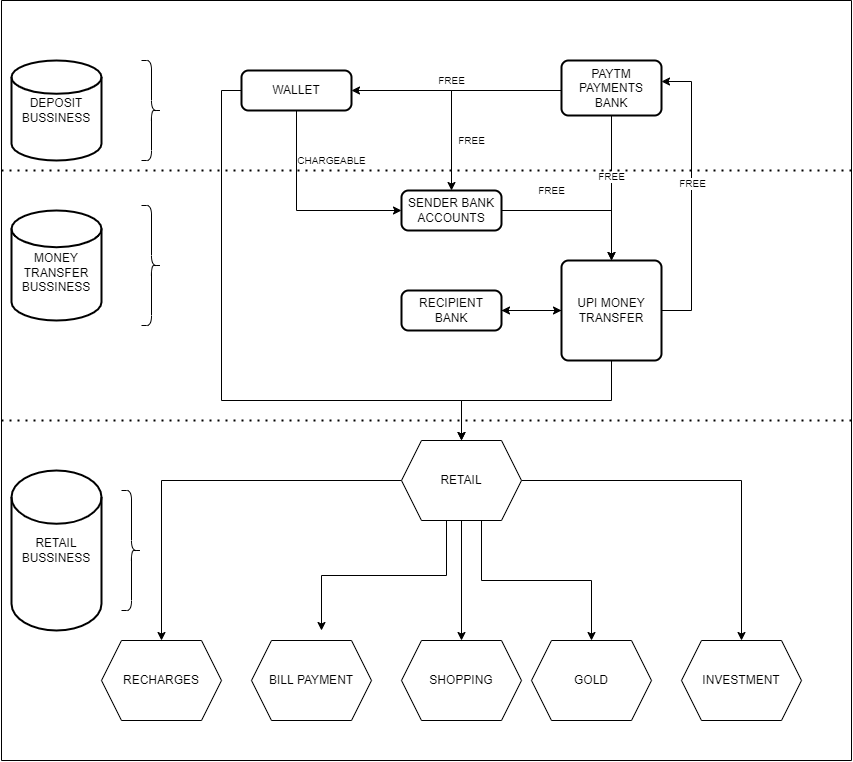 DEPOSIT
BUSSINESS
WALLET
FREE
PAYTM
PAYMENTS
BANK
FREE
CHARGEABLE
FREE
FREE
FREE
SENDER BANK
ACCOUNTS
MONEY
TRANSFER
BUSSINESS
RECIPIENT
BANK
UPI MONEY
TRANSFER
RETAIL
RETAIL
BUSSINESS
RECHARGES
BILL PAYMENT
SHOPPING
GOLD
INVESTMENT